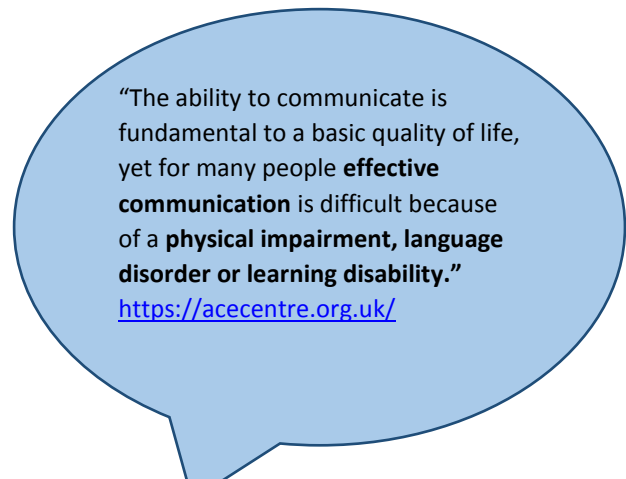 “The ability to communicate is
fundamental to a basic quality of life,
yet for many people effective
communication is difficult because
of a physical impairment, language
disorder or learning disability.”
https://acecentre.org.uk/